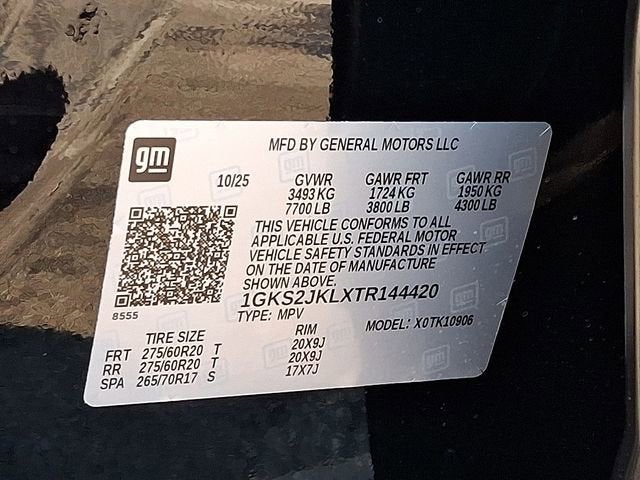 gm
MFD BY GENERAL MOTORS LLC
10/25 GVWR GAWR FRT GAWR RR
3493 KG 1724 KG 1950 KG
7700 LB 3800 LB 4300 LB
THIS VEHICLE CONFORMS TO ALL
APPLICABLE U.S. FEDERAL MOTOR
VEHICLE SAFETY STANDARDS IN EFFECT
ON THE DATE OF MANUFACTURE
SHOWN ABOVE.
1GKS2JKLXTR144420
8555
TYPE: MPV MODEL: X0TK10906
TIRE SIZE RIM
FRT 275/60R20 T 20X9J
RR 275/60R20 T 20X9J
SPA 265/70R17 S 17X7J